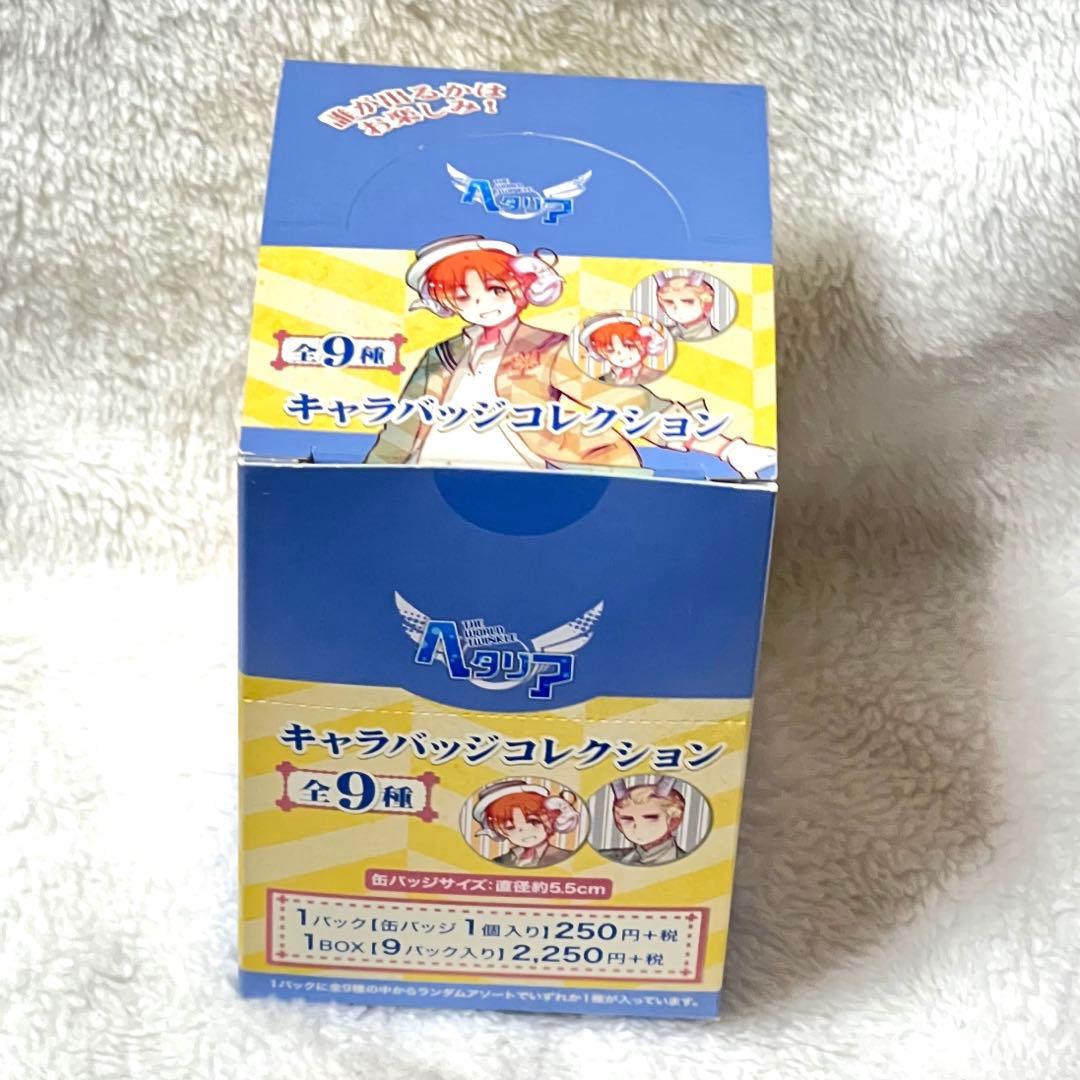 誰が出るかは
お楽しみ!
ヘタリア
全9種
キャラバッジコレクション
THE
WORLD
TWINKLE
ヘタリア
キャラバッジコレクション
全9種
缶バッジサイズ:直径約5.5cm
1パック[缶バッジ 1個入り]250円+税
1BOX[9パック入り]2,250円+税
1パックに全9種の中からランダムアソートでいずれか1種が入っています。